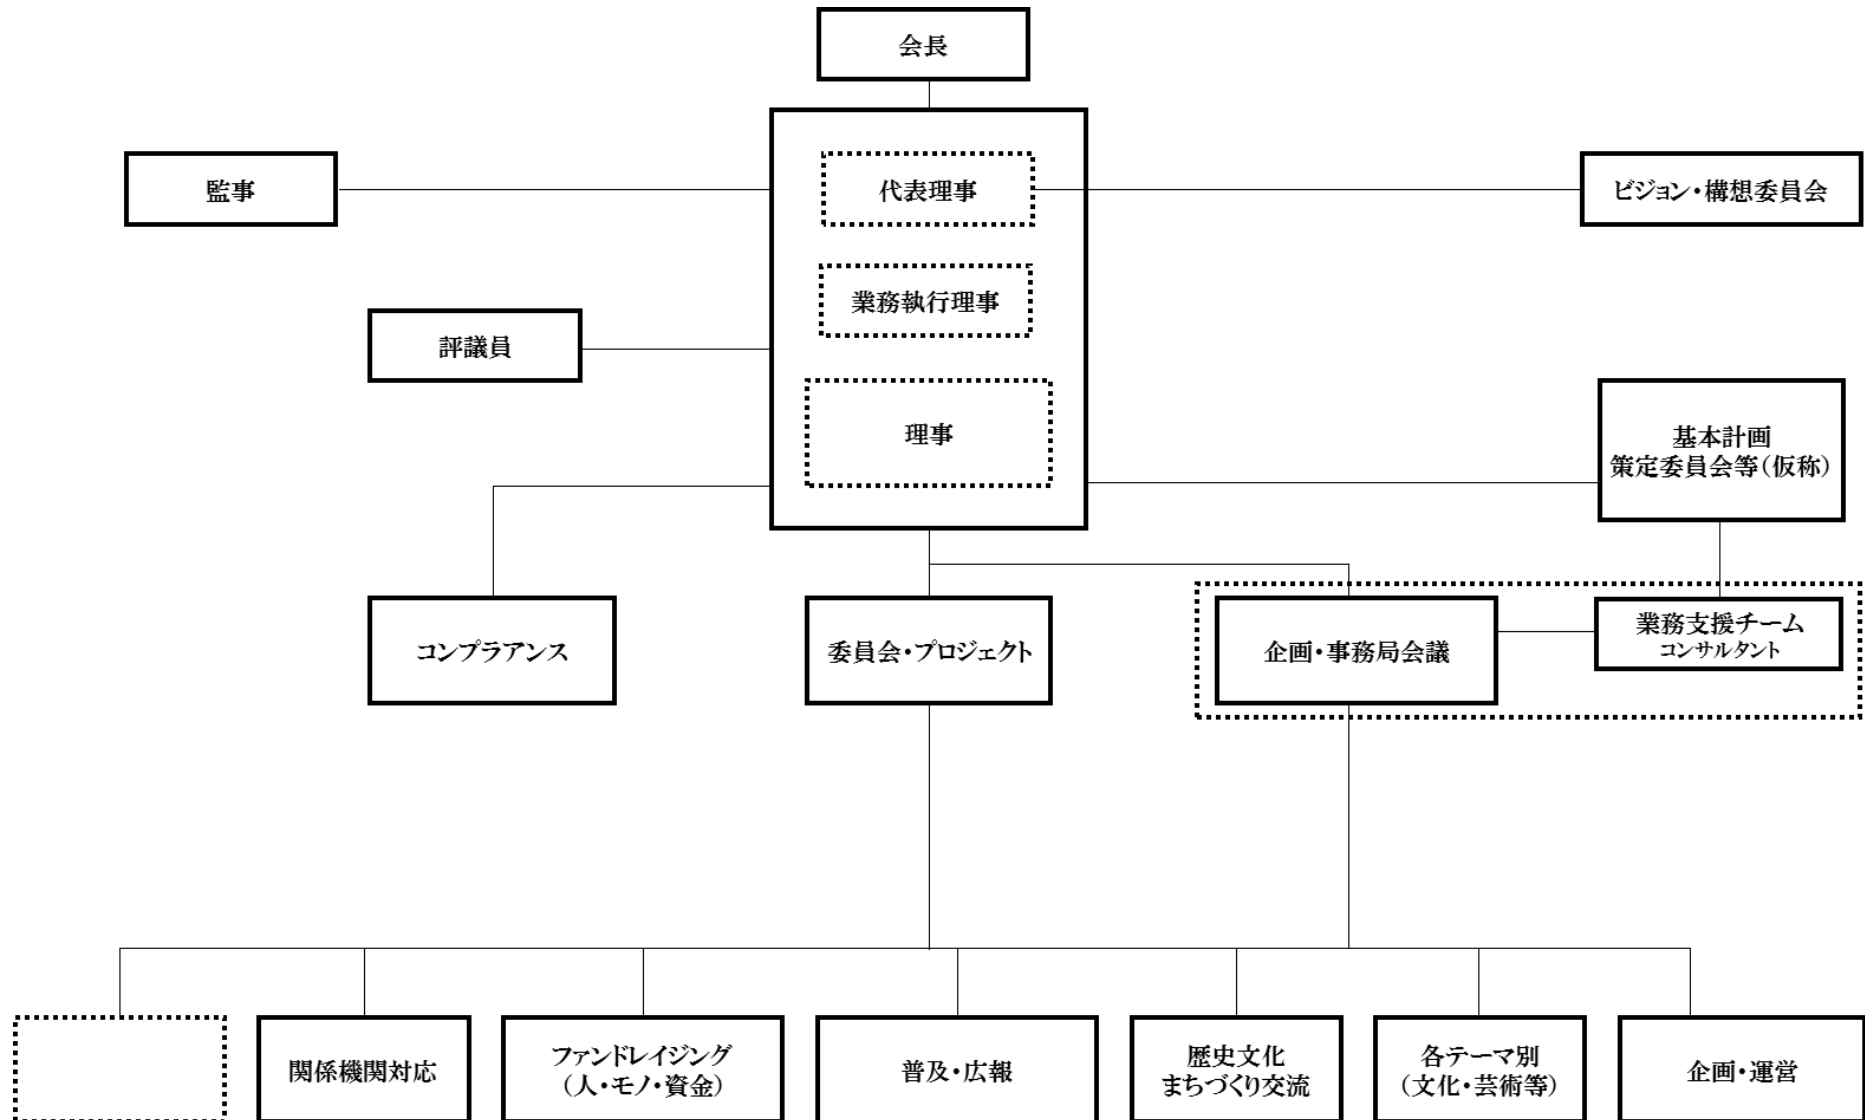 会長
監事
代表理事
ビジョン・構想委員会
業務執行理事
評議員
理事
基本計画
策定委員会等（仮称）
コンプラアンス
委員会・プロジェクト
企画・事務局会議
業務支援チーム
コンサルタント
関係機関対応
ファンドレイジング
（人・モノ・資金）
普及・広報
歴史文化
まちづくり交流
各テーマ別
（文化・芸術等）
企画・運営